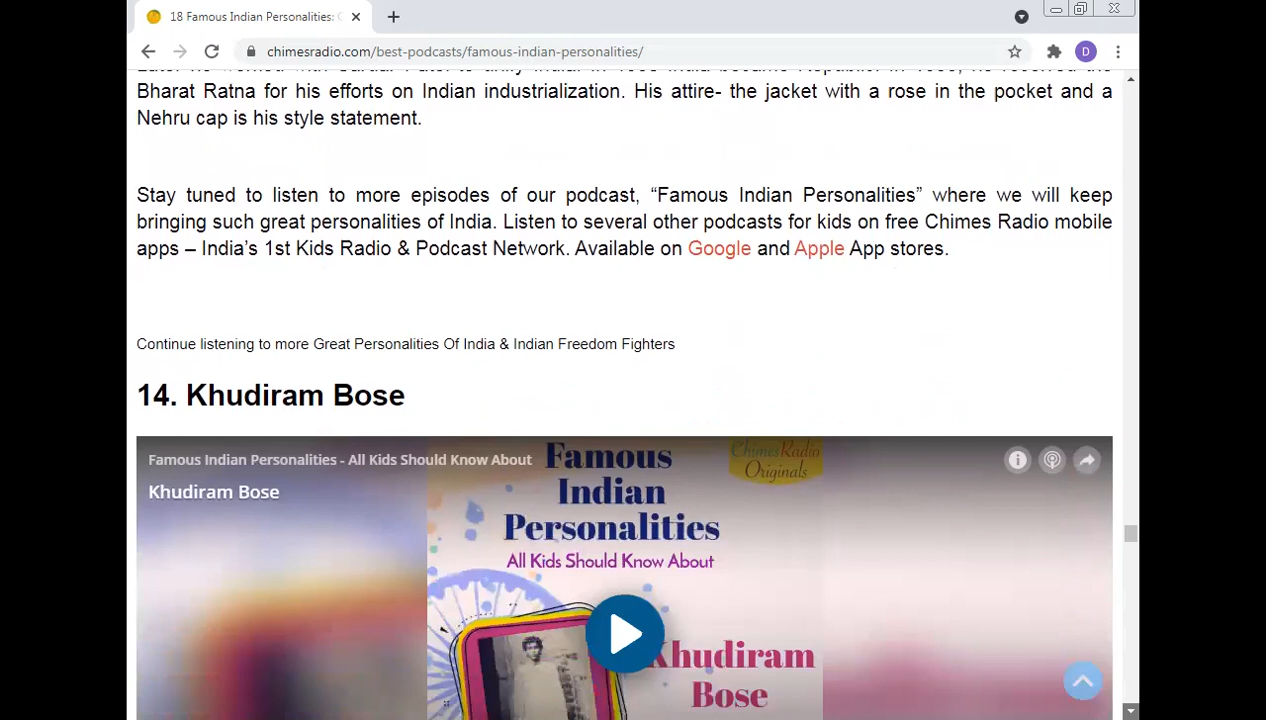 18 Famous Indian Personalities:
chimesradio.com/best-podcasts/famous-indian-personalities/
D
Bharat Ratna for his efforts on Indian industrialization. His attire- the jacket with a rose in the pocket and a
Nehru cap is his style statement.
Stay tuned to listen to more episodes of our podcast, “Famous Indian Personalities” where we will keep
bringing such great personalities of India. Listen to several other podcasts for kids on free Chimes Radio mobile
apps – India’s 1st Kids Radio & Podcast Network. Available on Google and Apple App stores.
Continue listening to more Great Personalities Of India & Indian Freedom Fighters
14. Khudiram Bose
Famous Indian Personalities - All Kids Should Know About
Khudiram Bose
ChimesRadio
Originals
Famous
Indian
Personalities
All Kids Should Know About
Khudiram
Bose